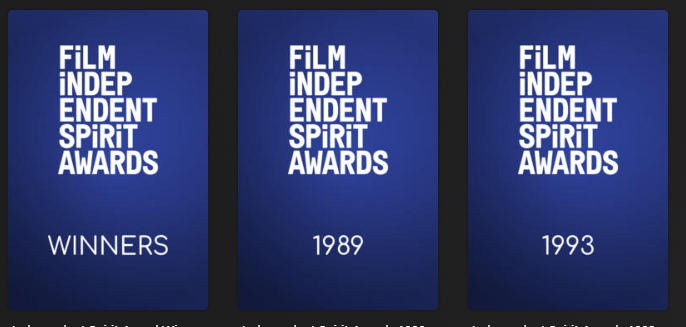 FiLM
iNDEP
ENDENT
SPiRiT
AWARDS
WINNERS
FiLM
iNDEP
ENDENT
SPiRiT
AWARDS
1989
FiLM
iNDEP
ENDENT
SPiRiT
AWARDS
1993